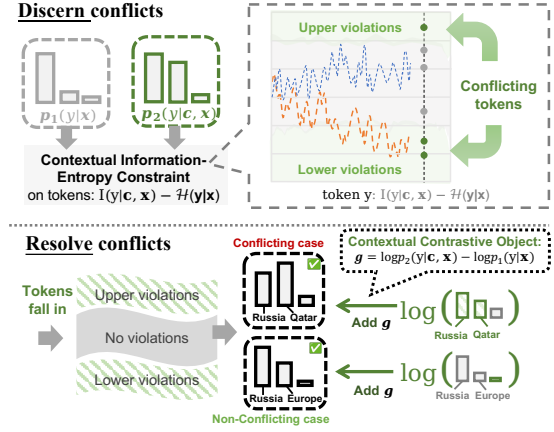 Discern conflicts
p₁(y|x)
p₂(y|c, x)
Contextual Information-
Entropy Constraint
on tokens: I(y|c, x) − ℋ(y|x)
Upper violations
Lower violations
Conflicting
tokens
token y: I(y|c, x) − ℋ(y|x)
Resolve conflicts
Tokens
fall in
Upper violations
No violations
Lower violations
Conflicting case
Russia Qatar
Russia Europe
Non-Conflicting case
Contextual Contrastive Object:
g = logp₂(y|c, x) − logp₁(y|x)
Add g
log( )
Russia Qatar
Add g
log( )
Russia Europe